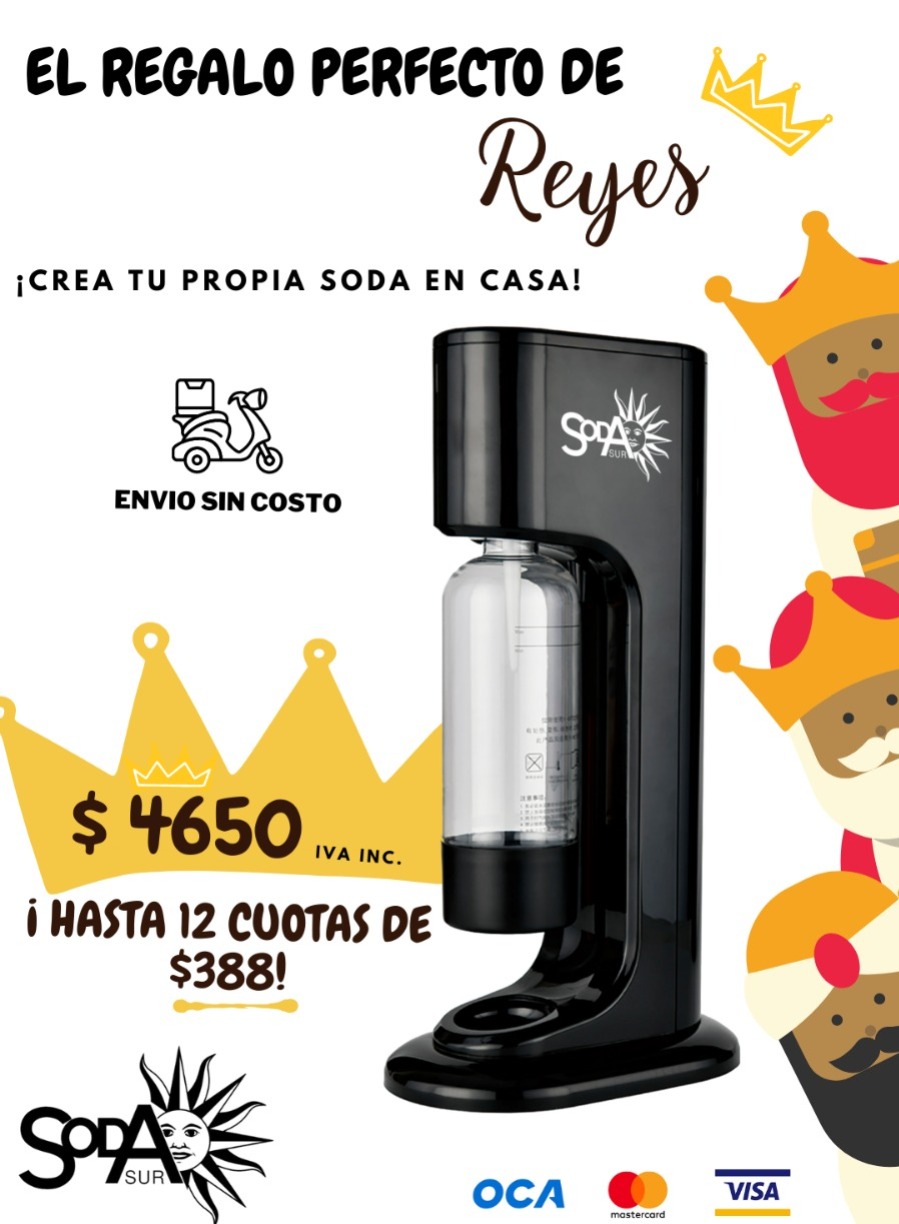 EL REGALO PERFECTO DE
Reyes
¡CREA TU PROPIA SODA EN CASA!
SODA
SUR
ENVIO SIN COSTO
$ 4650 IVA INC.
¡ HASTA 12 CUOTAS DE
$388!
SODA
SUR
OCA
mastercard
VISA